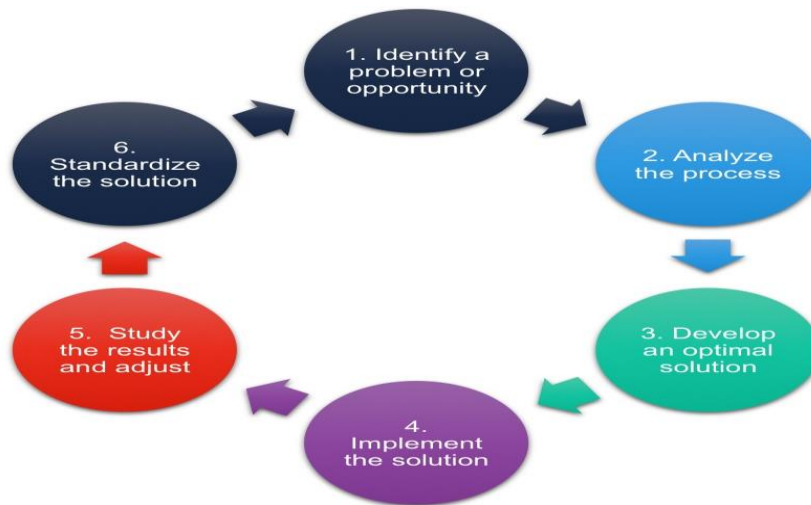 1. Identify a
problem or
opportunity
2. Analyze
the process
3. Develop
an optimal
solution
4.
Implement
the solution
5. Study
the results
and adjust
6.
Standardize
the solution